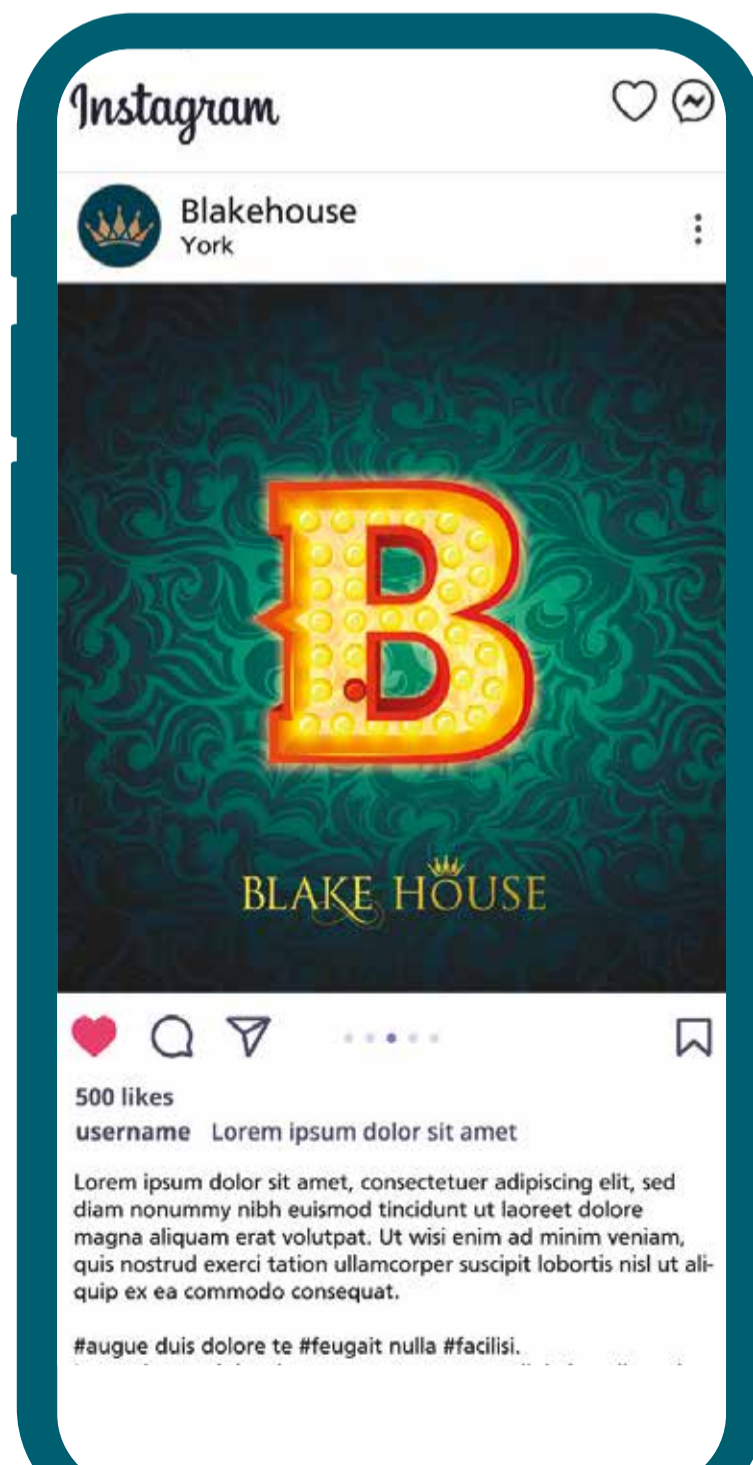 Instagram
Blakehouse
York
B
BLAKE HOUSE
500 likes
username Lorem ipsum dolor sit amet
Lorem ipsum dolor sit amet, consectetuer adipiscing elit, sed
diam nonummy nibh euismod tincidunt ut laoreet dolore
magna aliquam erat volutpat. Ut wisi enim ad minim veniam,
quis nostrud exerci tation ullamcorper suscipit lobortis nisl ut ali-
quip ex ea commodo consequat.
#augue duis dolore te #feugait nulla #facilisi.